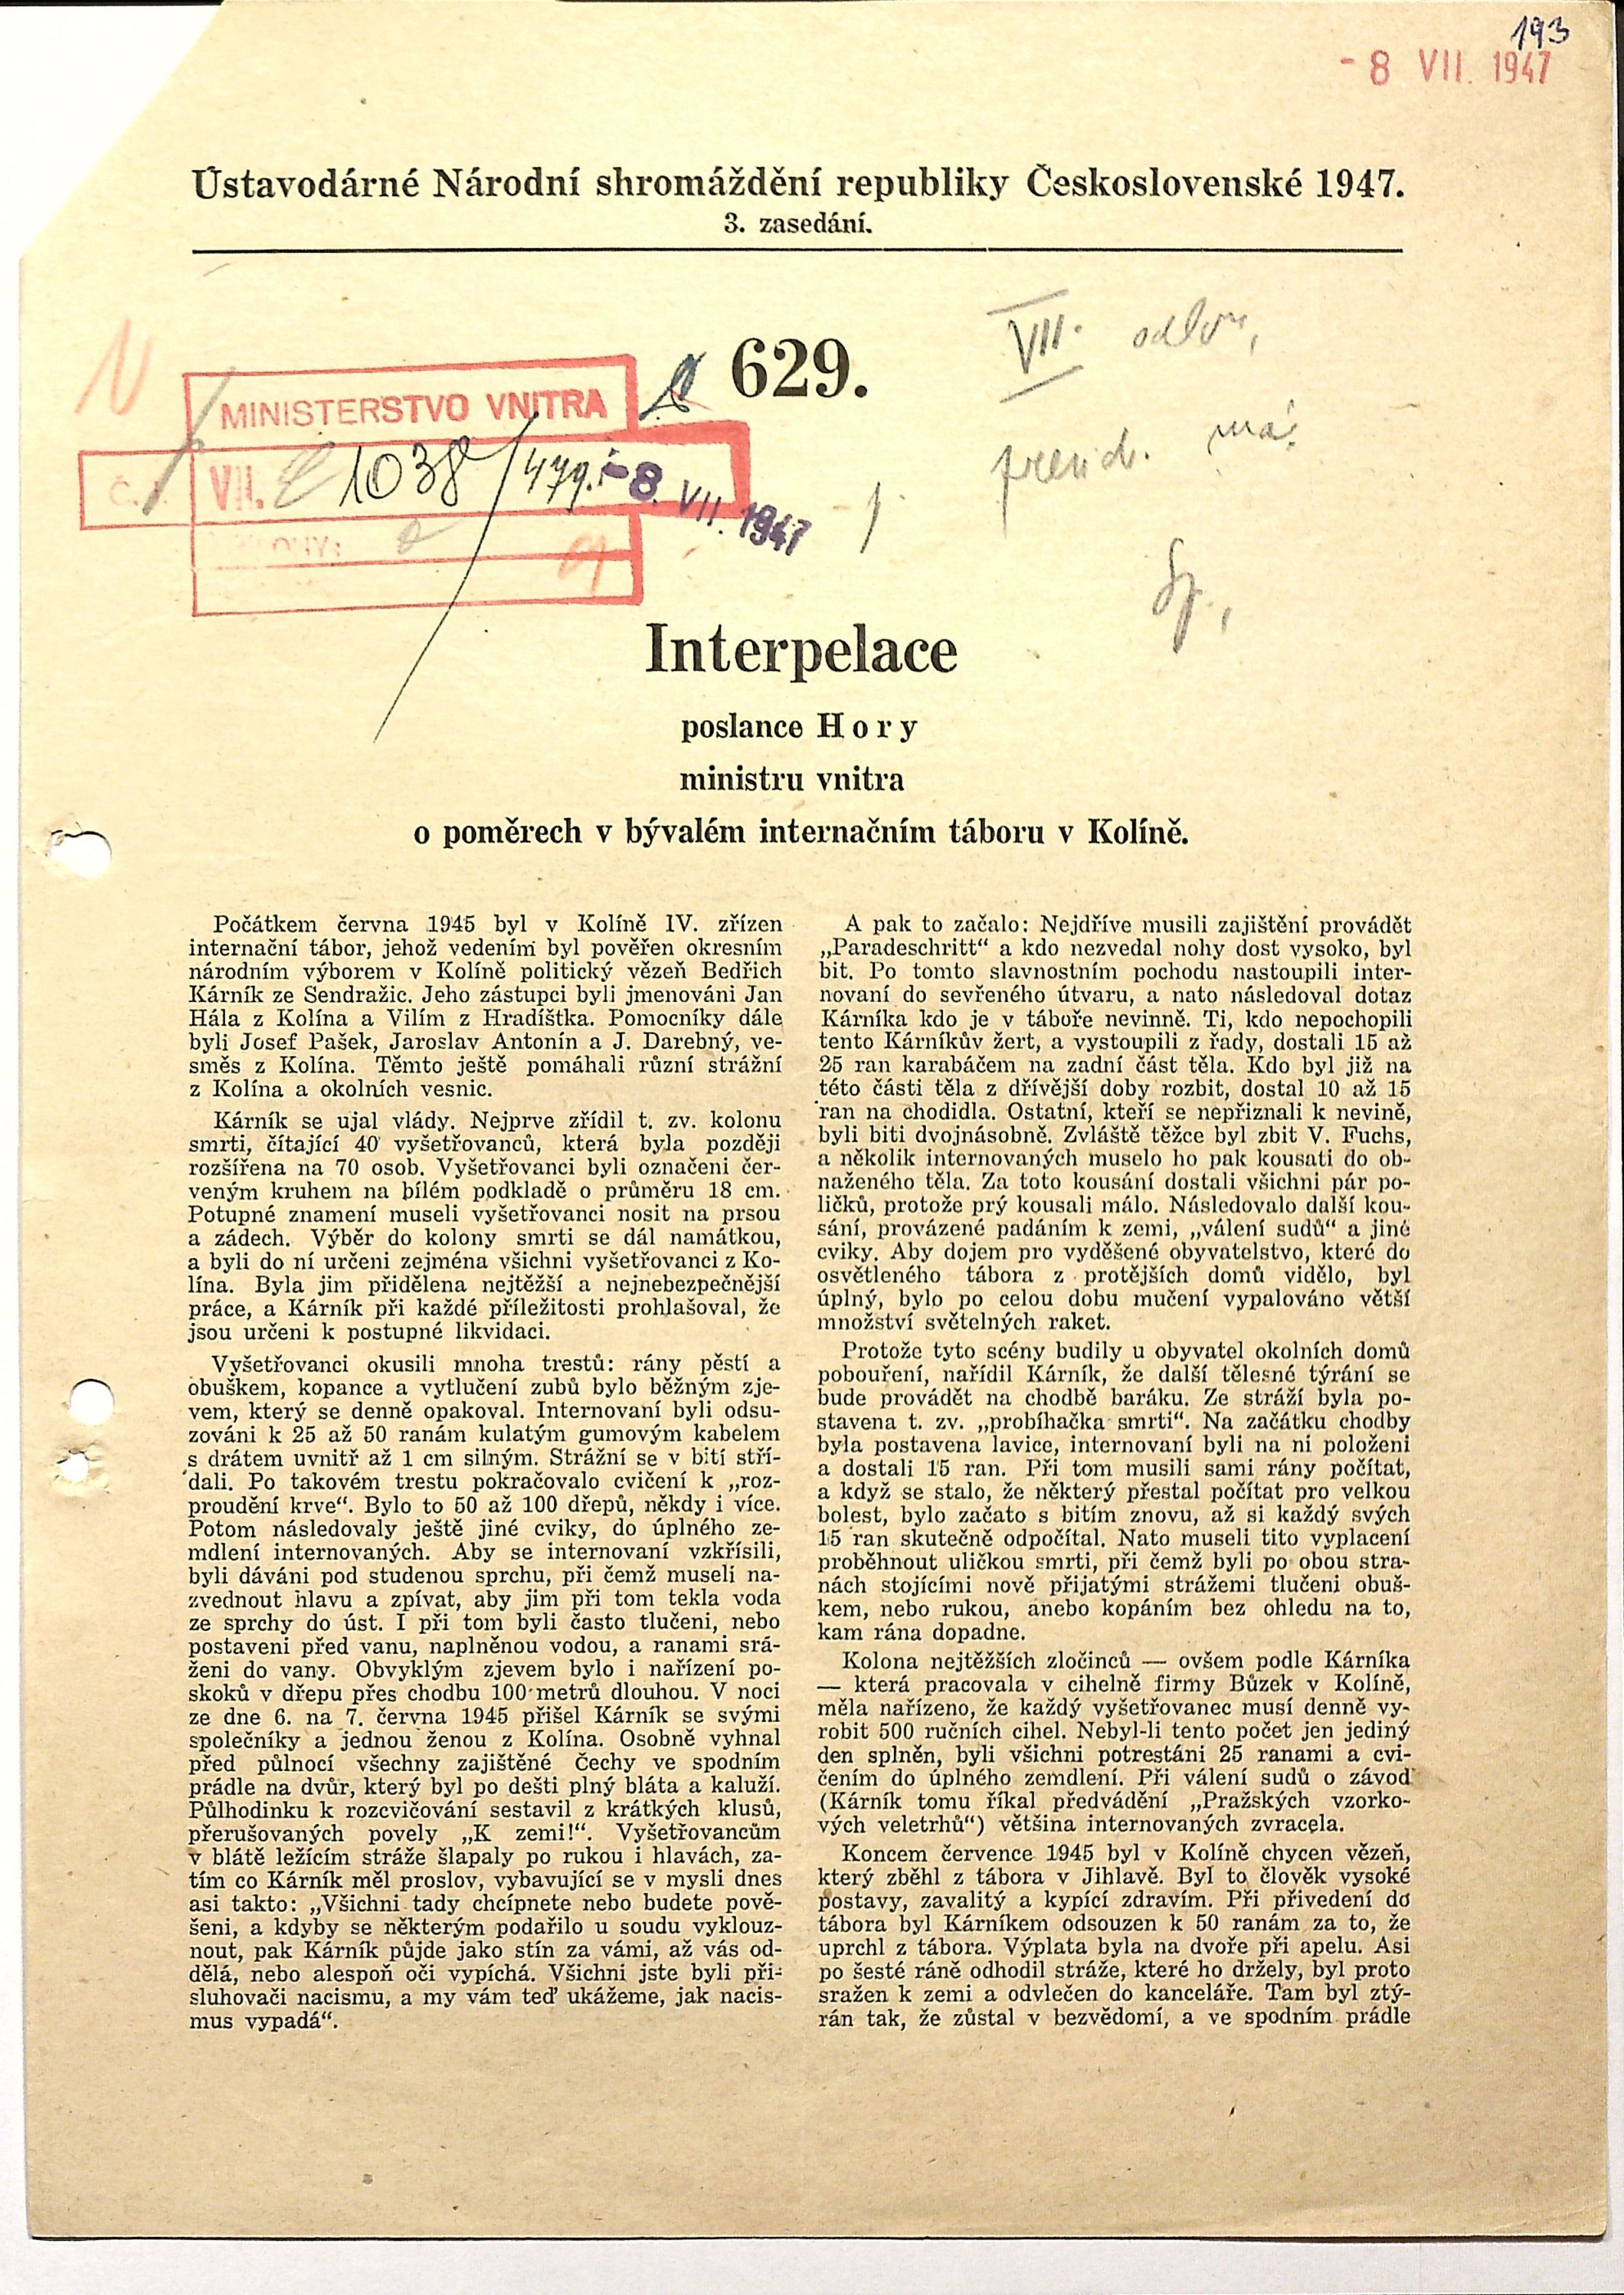 193
- 8 VII. 1947
Ústavodárné Národní shromáždění republiky Československé 1947.
3. zasedání.
629.
VII.
MINISTERSTVO VNITRA
Č.
VII. 1038/47
- 8. VII. 1947
Interpelace
poslance Hory
ministru vnitra
o poměrech v bývalém internačním táboru v Kolíně.
Počátkem června 1945 byl v Kolíně IV. zřízen
internační tábor, jehož vedením byl pověřen okresním
národním výborem v Kolíně politický vězeň Bedřich
Kárník ze Sendražic. Jeho zástupci byli jmenováni Jan
Hála z Kolína a Vilím z Hradíštka. Pomocníky dále
byli Josef Pašek, Jaroslav Antonín a J. Darebný, ve-
směs z Kolína. Těmto ještě pomáhali různí strážní
z Kolína a okolních vesnic.
Kárník se ujal vlády. Nejprve zřídil t. zv. kolonu
smrti, čítající 40 vyšetřovanců, která byla později
rozšířena na 70 osob. Vyšetřovanci byli označeni čer-
veným kruhem na bílém podkladě o průměru 18 cm.
Potupné znamení museli vyšetřovanci nosit na prsou
a zádech. Výběr do kolony smrti se dál namátkou,
a byli do ní určeni zejména všichni vyšetřovanci z Ko-
lína. Byla jim přidělena nejtěžší a nejnebezpečnější
práce, a Kárník při každé příležitosti prohlašoval, že
jsou určeni k postupné likvidaci.
Vyšetřovanci okusili mnoha trestů: rány pěstí a
obuškem, kopance a vytlučení zubů bylo běžným zje-
vem, který se denně opakoval. Internovaní byli odsu-
zováni k 25 až 50 ranám kulatým gumovým kabelem
s drátem uvnitř až 1 cm silným. Strážní se v bití stří-
dali. Po takovém trestu pokračovalo cvičení k „roz-
proudění krve“. Bylo to 50 až 100 dřepů, někdy i více.
Potom následovaly ještě jiné cviky, do úplného ze-
mdlení internovaných. Aby se internovaní vzkřísili,
byli dáváni pod studenou sprchu, při čemž museli na-
zvednout hlavu a zpívat, aby jim při tom tekla voda
ze sprchy do úst. I při tom byli často tlučeni, nebo
postaveni před vanu, naplněnou vodou, a ranami srá-
ženi do vany. Obvyklým zjevem bylo i nařízení po-
skoků v dřepu přes chodbu 100 metrů dlouhou. V noci
ze dne 6. na 7. června 1945 přišel Kárník se svými
společníky a jednou ženou z Kolína. Osobně vyhnal
před půlnocí všechny zajištěné Čechy ve spodním
prádle na dvůr, který byl po dešti plný bláta a kaluží.
Půlhodinku k rozcvičování sestavil z krátkých klusů,
přerušovaných povely „K zemi!“. Vyšetřovancům
v blátě ležícím stráže šlapaly po rukou i hlavách, za-
tím co Kárník měl proslov, vybavující se v mysli dnes
asi takto: „Všichni tady chcípnete nebo budete pově-
šeni, a kdyby se některým podařilo u soudu vyklouz-
nout, pak Kárník půjde jako stín za vámi, až vás od-
dělá, nebo alespoň oči vypíchá. Všichni jste byli při-
sluhovači nacismu, a my vám teď ukážeme, jak nacis-
mus vypadá“.
A pak to začalo: Nejdříve musili zajištění provádět
„Paradeschritt“ a kdo nezvedal nohy dost vysoko, byl
bit. Po tomto slavnostním pochodu nastoupili inter-
novaní do sevřeného útvaru, a nato následoval dotaz
Kárníka kdo je v táboře nevinně. Ti, kdo nepochopili
tento Kárníkův žert, a vystoupili z řady, dostali 15 až
25 ran karabáčem na zadní část těla. Kdo byl již na
této části těla z dřívější doby rozbit, dostal 10 až 15
ran na chodidla. Ostatní, kteří se nepřiznali k nevině,
byli biti dvojnásobně. Zvláště těžce byl zbit V. Fuchs,
a několik internovaných muselo ho pak kousati do ob-
naženého těla. Za toto kousání dostali všichni pár po-
líčků, protože prý kousali málo. Následovalo další kou-
sání, provázené padáním k zemi, „válení sudů“ a jiné
cviky. Aby dojem pro vyděšené obyvatelstvo, které do
osvětleného tábora z protějších domů vidělo, byl
úplný, bylo po celou dobu mučení vypalováno větší
množství světelných raket.
Protože tyto scény budily u obyvatel okolních domů
pobouření, nařídil Kárník, že další tělesné týrání se
bude provádět na chodbě baráku. Ze stráží byla po-
stavena t. zv. „probíhačka smrti“. Na začátku chodby
byla postavena lavice, internovaní byli na ni položeni
a dostali 15 ran. Při tom musili sami rány počítat,
a když se stalo, že některý přestal počítat pro velkou
bolest, bylo začato s bitím znovu, až si každý svých
15 ran skutečně odpočítal. Nato museli tito vyplacení
proběhnout uličkou smrti, při čemž byli po obou stra-
nách stojícími nově přijatými strážemi tlučeni obuš-
kem, nebo rukou, anebo kopáním bez ohledu na to,
kam rána dopadne.
Kolona nejtěžších zločinců — ovšem podle Kárníka
— která pracovala v cihelně firmy Bůzek v Kolíně,
měla nařízeno, že každý vyšetřovanec musí denně vy-
robit 500 ručních cihel. Nebyl-li tento počet jen jediný
den splněn, byli všichni potrestáni 25 ranami a cvi-
čením do úplného zemdlení. Při válení sudů o závod
(Kárník tomu říkal předvádění „Pražských vzorko-
vých veletrhů“) většina internovaných zvracela.
Koncem července 1945 byl v Kolíně chycen vězeň,
který zběhl z tábora v Jihlavě. Byl to člověk vysoké
postavy, zavalitý a kypící zdravím. Při přivedení do
tábora byl Kárníkem odsouzen k 50 ranám za to, že
uprchl z tábora. Výplata byla na dvoře při apelu. Asi
po šesté ráně odhodil stráže, které ho držely, byl proto
sražen k zemi a odvlečen do kanceláře. Tam byl ztý-
rán tak, že zůstal v bezvědomí, a ve spodním prádle